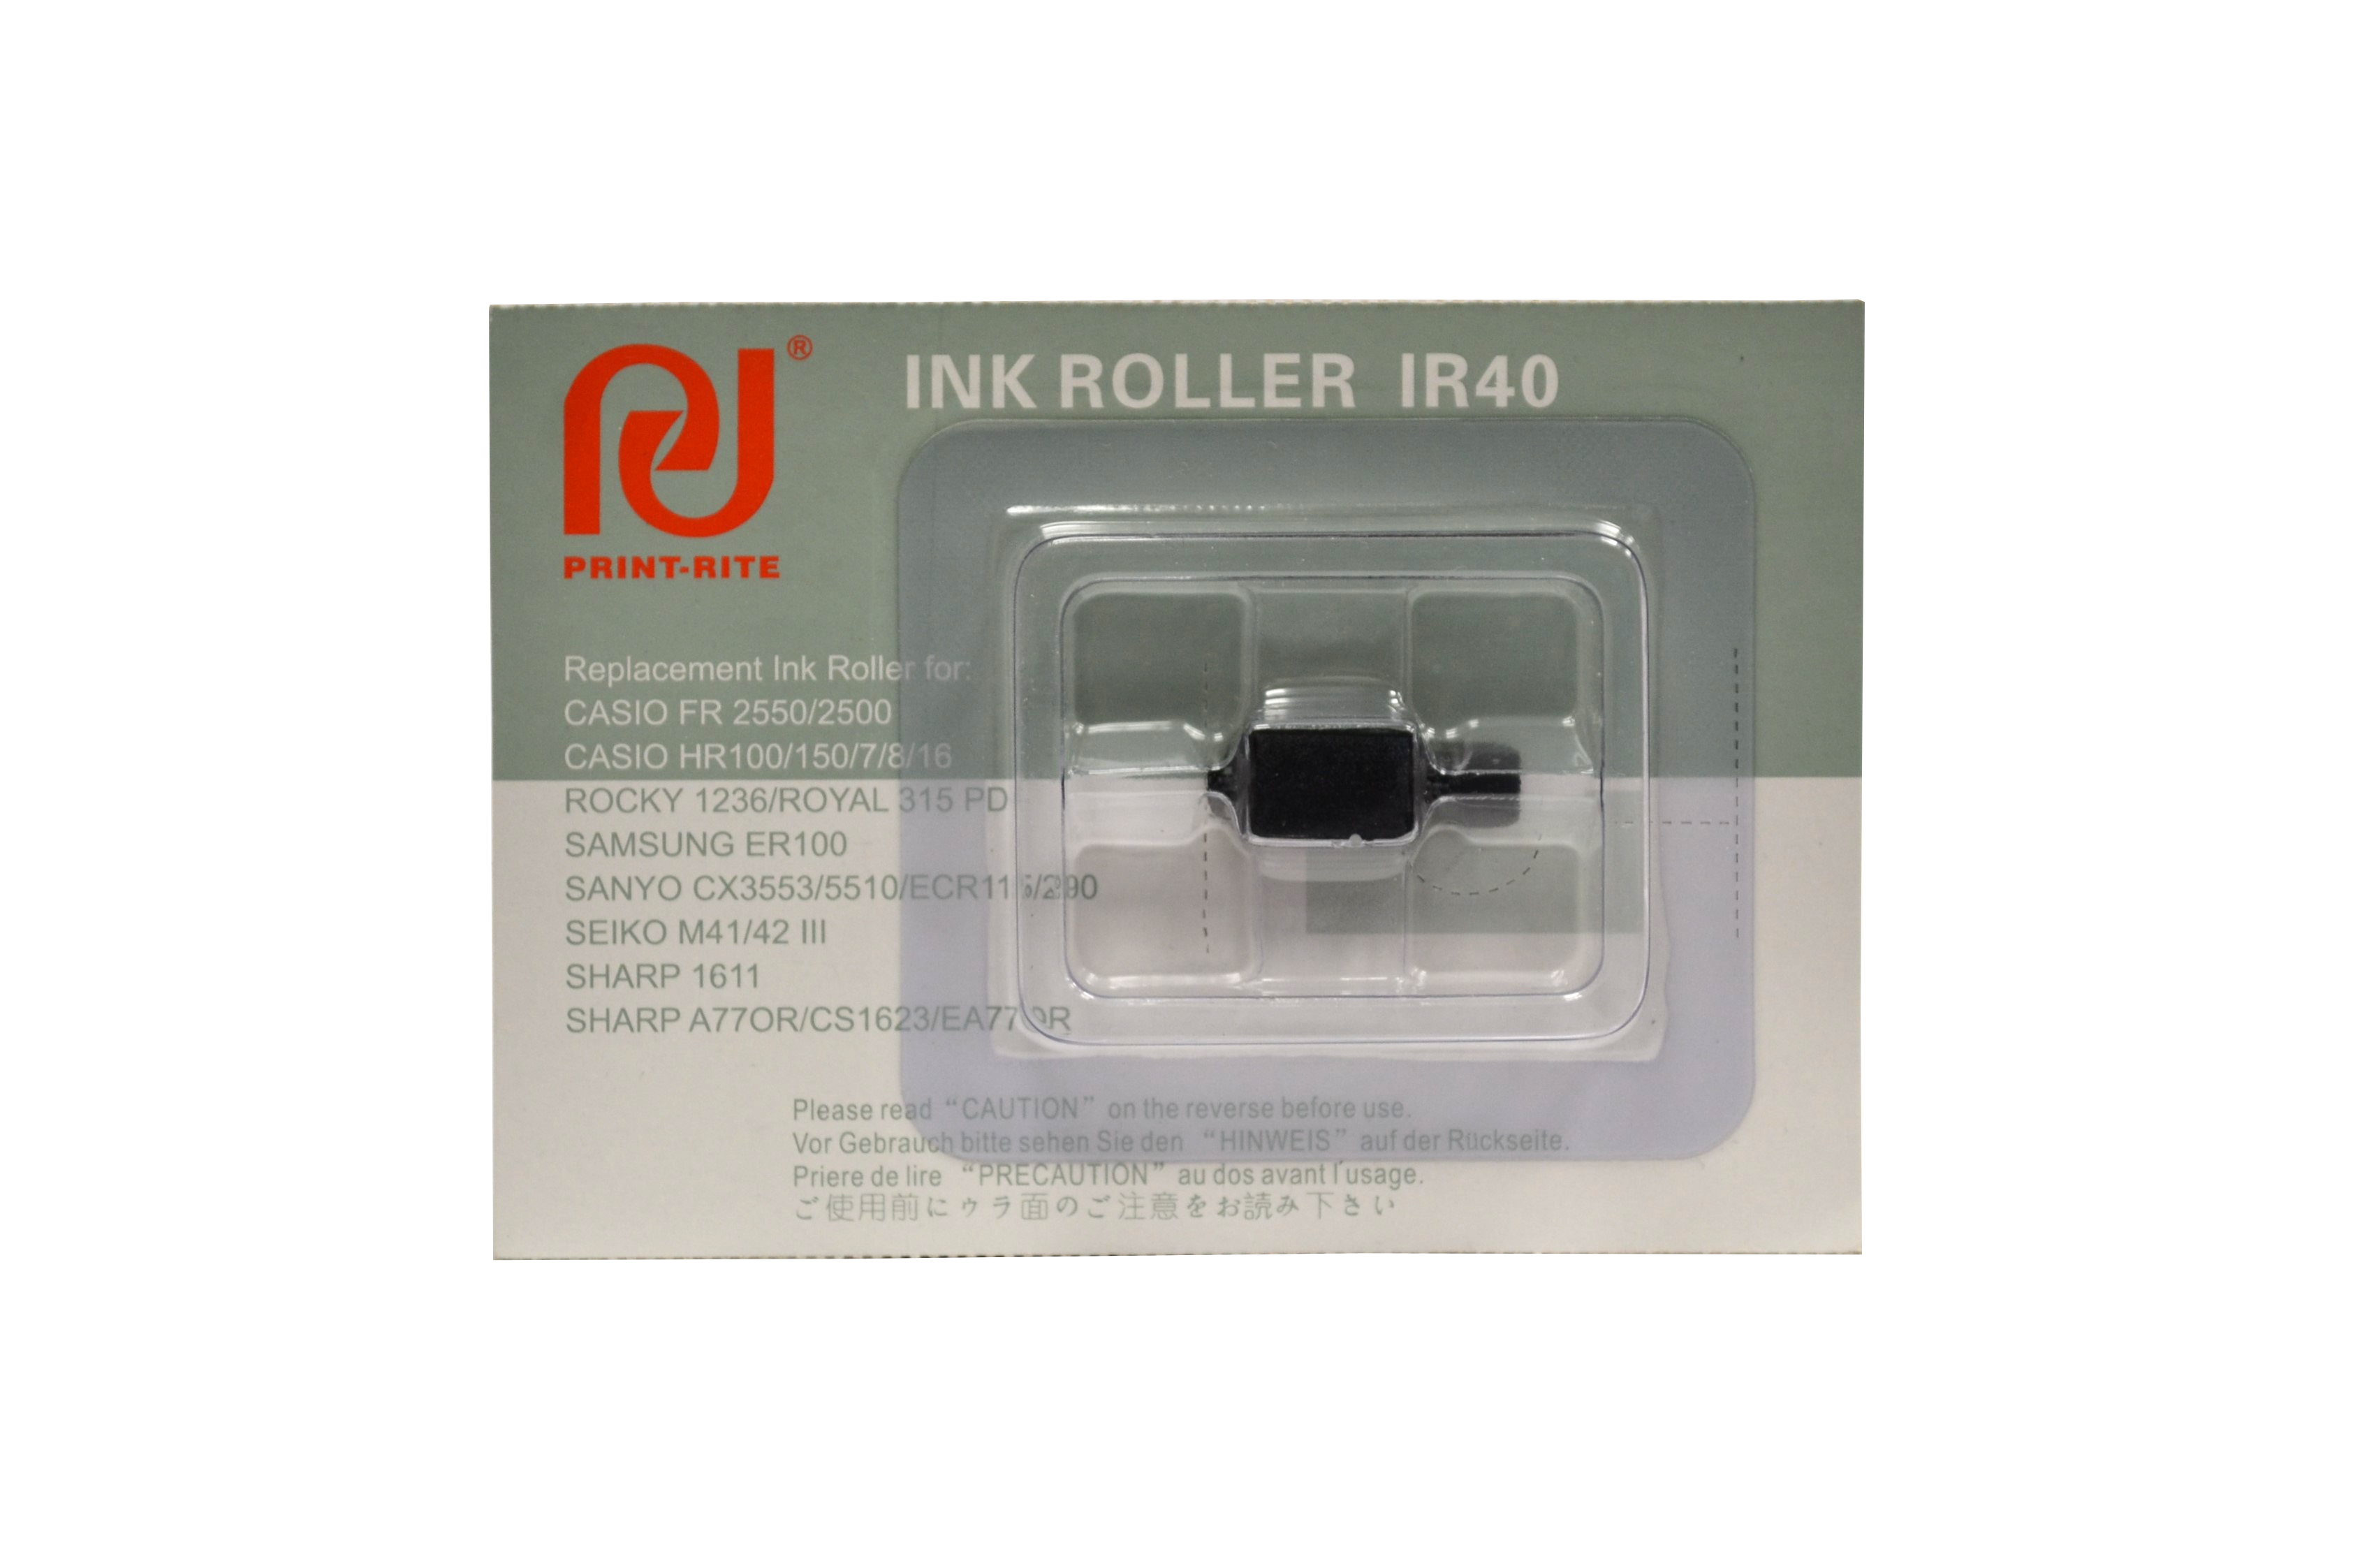 ®
INK ROLLER IR40
PRINT-RITE
Replacement Ink Roller for:
CASIO FR 2550/2500
CASIO HR100/150/7/8/16
ROCKY 1236/ROYAL 315 PD
SAMSUNG ER100
SANYO CX3553/5510/ECR115/290
SEIKO M41/42 III
SHARP 1611
SHARP A77OR/CS1623/EA77OR
Please read “CAUTION” on the reverse before use.
Vor Gebrauch bitte sehen Sie den “HINWEIS” auf der Rückseite.
Priere de lire “PRECAUTION” au dos avant l'usage.
ご使用前にゥラ面のご注意をお読み下さい